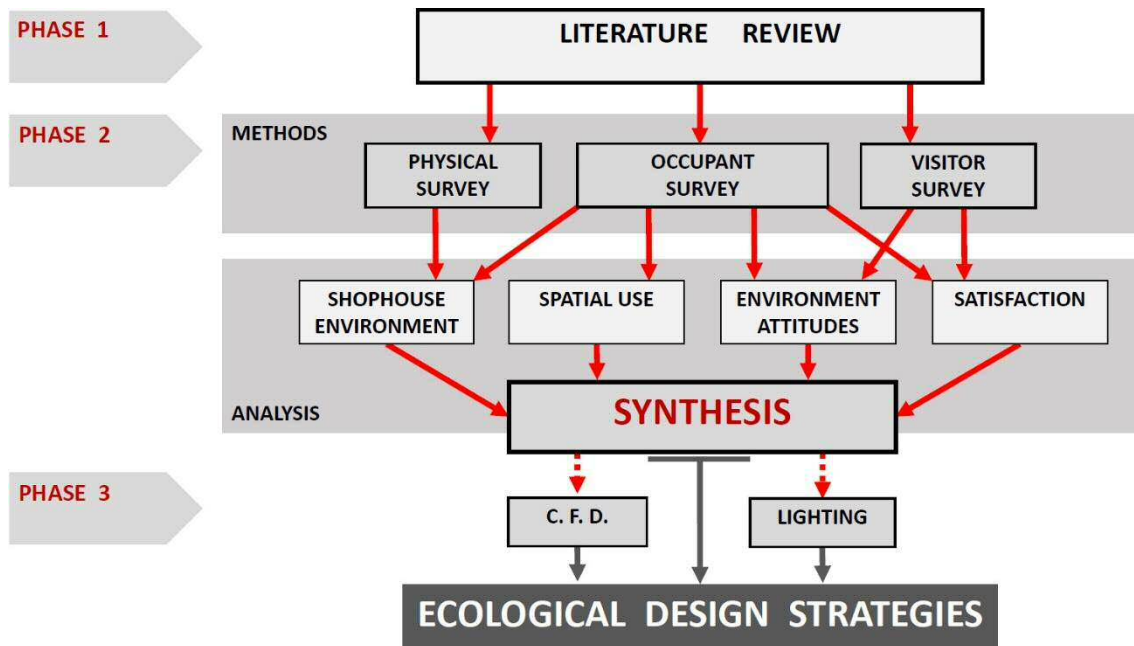 PHASE 1
LITERATURE REVIEW
PHASE 2
METHODS
PHYSICAL
SURVEY
OCCUPANT
SURVEY
VISITOR
SURVEY
SHOPHOUSE
ENVIRONMENT
SPATIAL USE
ENVIRONMENT
ATTITUDES
SATISFACTION
ANALYSIS
SYNTHESIS
PHASE 3
C. F. D.
LIGHTING
ECOLOGICAL DESIGN STRATEGIES